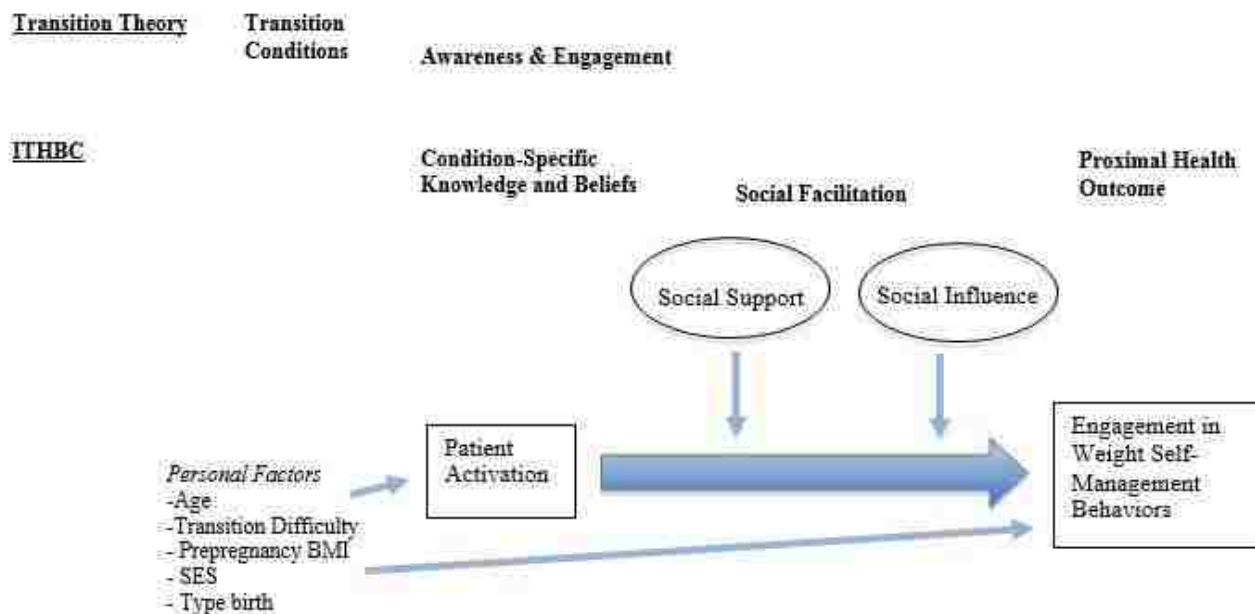 Transition Theory
Transition
Conditions
Awareness & Engagement
ITHBC
Condition-Specific
Knowledge and Beliefs
Social Facilitation
Proximal Health
Outcome
Social Support
Social Influence
Patient
Activation
Engagement in
Weight Self-
Management
Behaviors
Personal Factors
-Age
-Transition Difficulty
- Prepregnancy BMI
- SES
- Type birth